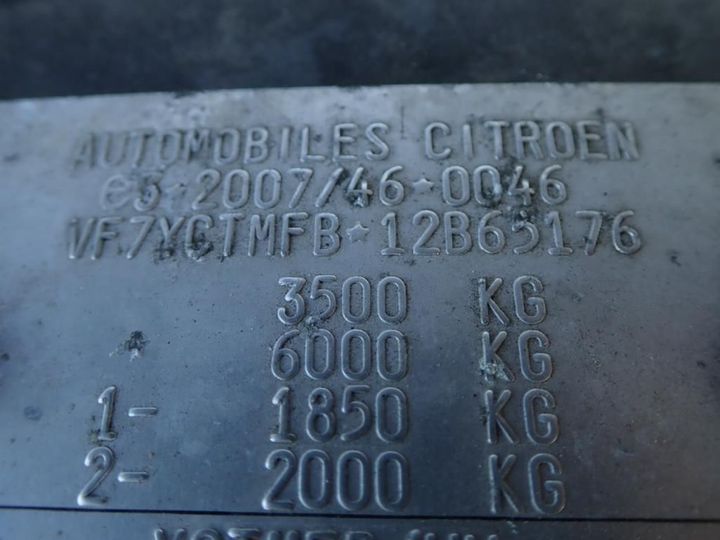 AUTOMOBILES CITROEN
e3*2007/46*0046
VF7YCTMFB*12B65176
3500 KG
6000 KG
1- 1850 KG
2- 2000 KG